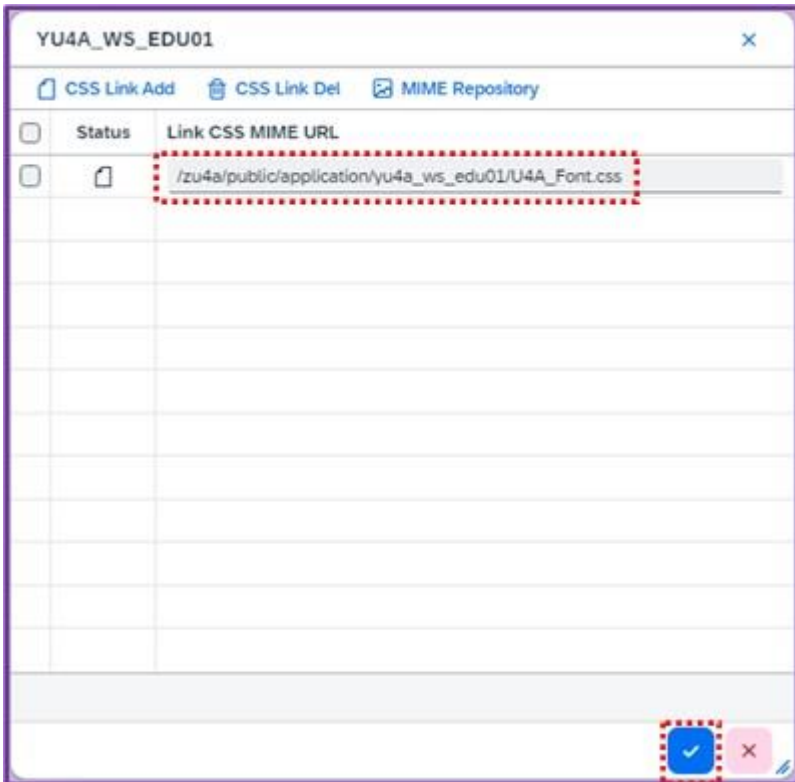 YU4A_WS_EDU01
CSS Link Add CSS Link Del MIME Repository
Status Link CSS MIME URL
/zu4a/public/application/yu4a_ws_edu01/U4A_Font.css